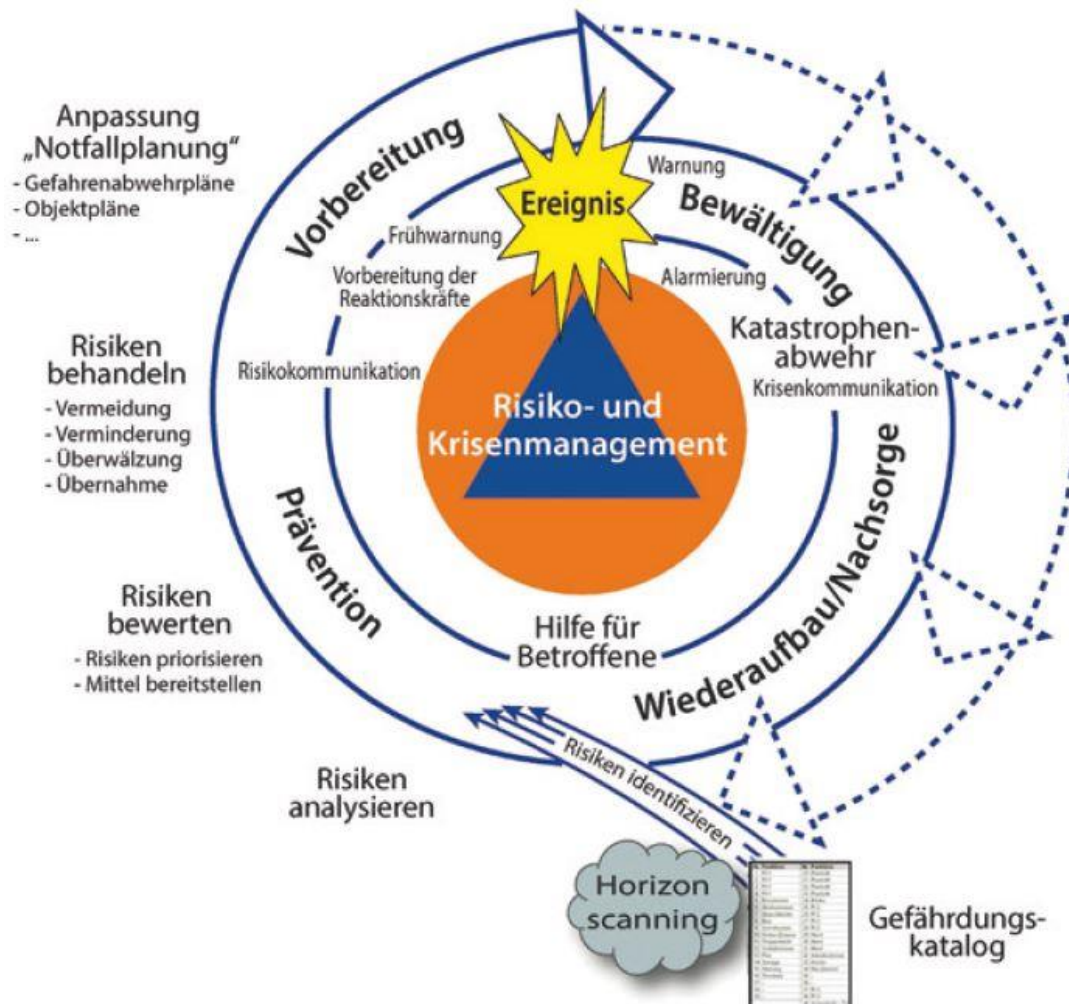 Anpassung
„Notfallplanung“
- Gefahrenabwehrpläne
- Objektpläne
- ...
Risiken
behandeln
- Vermeidung
- Verminderung
- Überwälzung
- Übernahme
Risiken
bewerten
- Risiken priorisieren
- Mittel bereitstellen
Risiken
analysieren
Vorbereitung
Prävention
Frühwarnung
Vorbereitung der
Reaktionskräfte
Risikokommunikation
Ereignis
Risiko- und
Krisenmanagement
Warnung
Bewältigung
Alarmierung
Katastrophen-
abwehr
Krisenkommunikation
Wiederaufbau/Nachsorge
Hilfe für
Betroffene
Risiken identifizieren
Horizon
scanning
Gefährdungs-
katalog